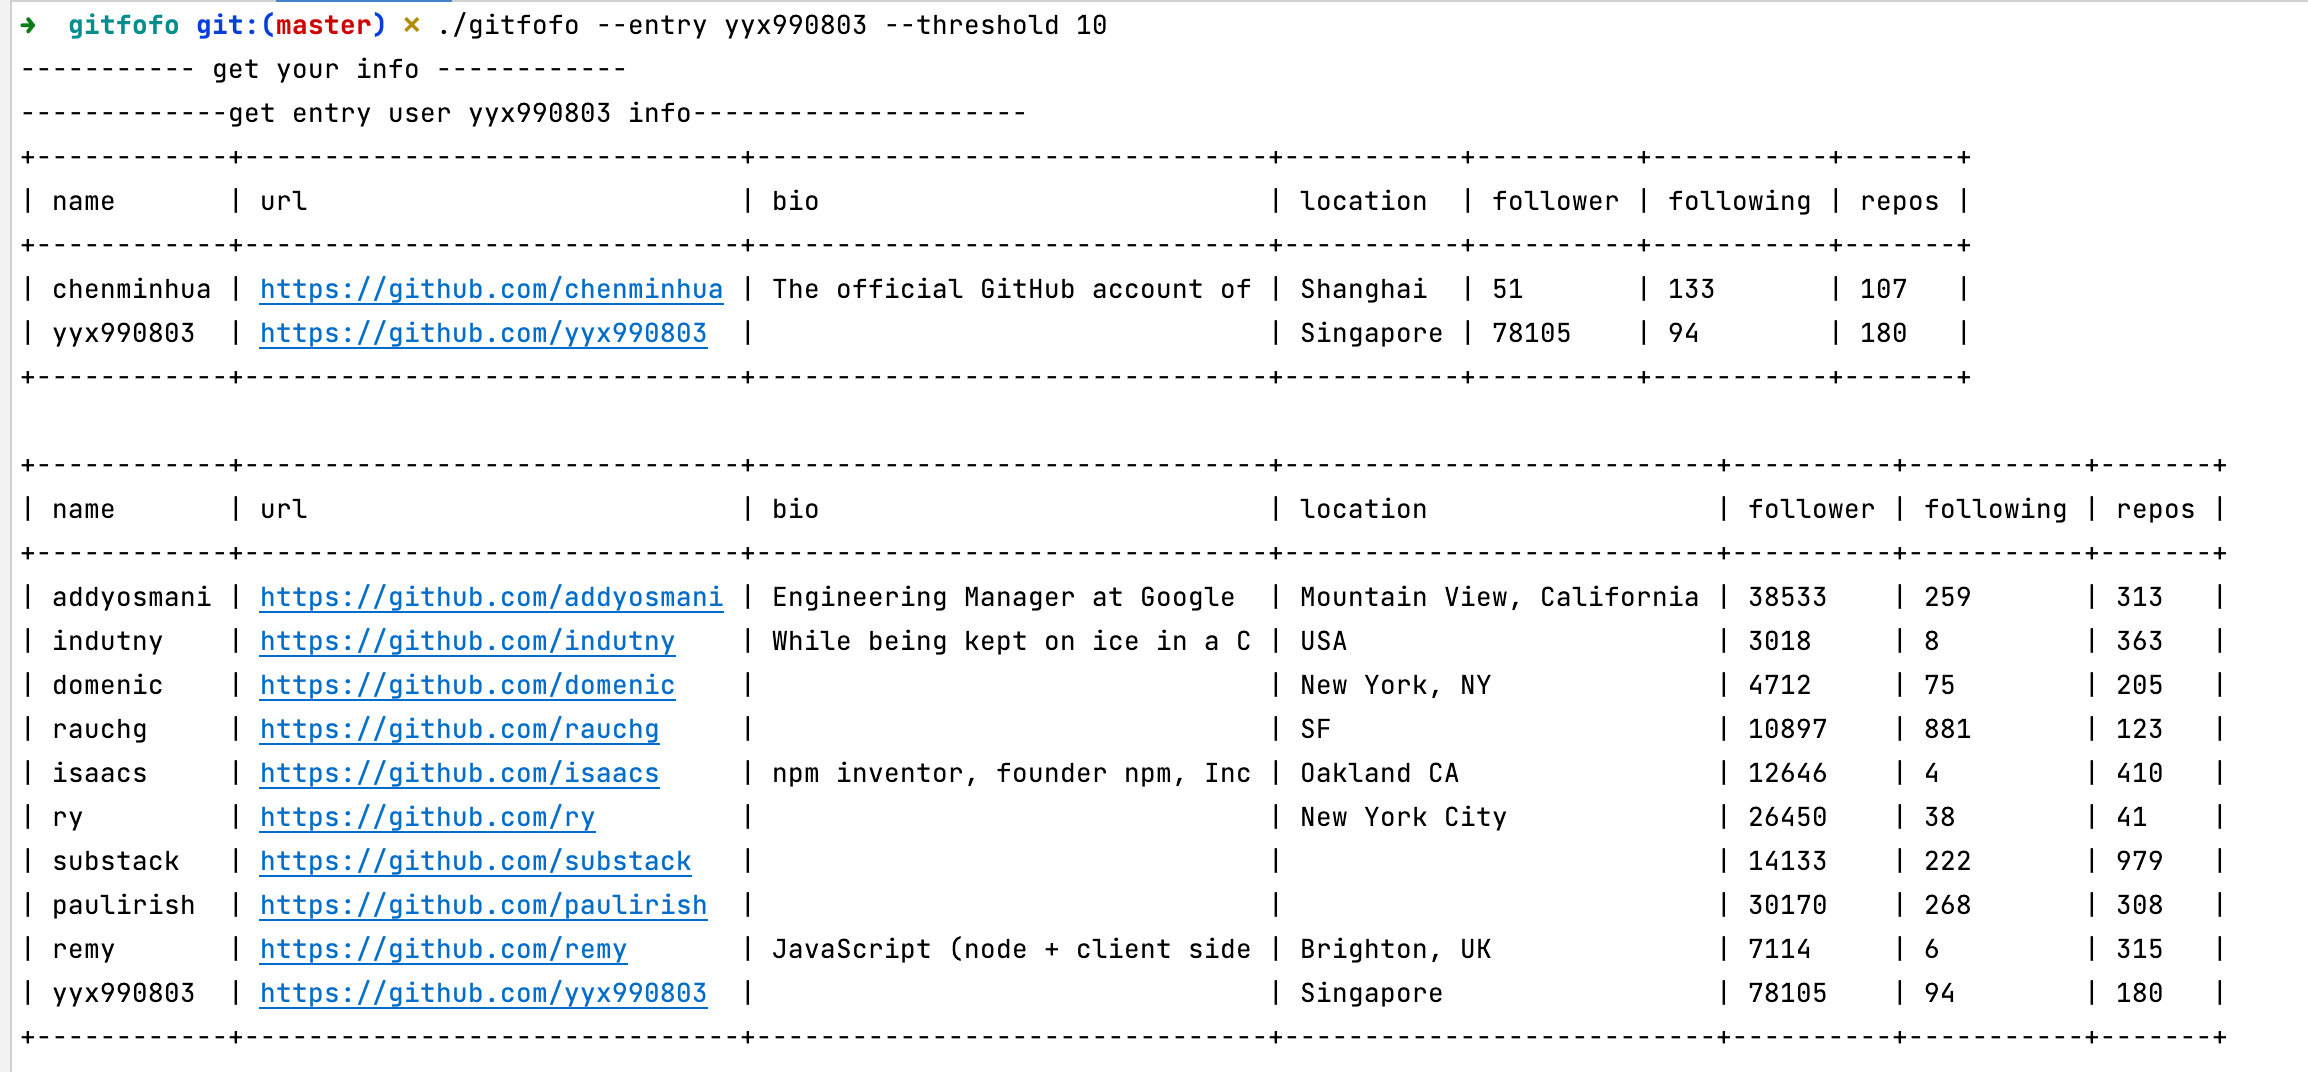 ➜  gitfofo git:(master) ✗ ./gitfofo --entry yyx990803 --threshold 10
----------- get your info ------------
-------------get entry user yyx990803 info---------------------
+------------+-------------------------------+--------------------------------+-----------+----------+-----------+-------+
| name       | url                           | bio                            | location  | follower | following | repos |
+------------+-------------------------------+--------------------------------+-----------+----------+-----------+-------+
| chenminhua | https://github.com/chenminhua | The official GitHub account of | Shanghai  | 51       | 133       | 107   |
| yyx990803  | https://github.com/yyx990803  |                                | Singapore | 78105    | 94        | 180   |
+------------+-------------------------------+--------------------------------+-----------+----------+-----------+-------+
+------------+-------------------------------+--------------------------------+---------------------------+----------+-----------+-------+
| name       | url                           | bio                            | location                  | follower | following | repos |
+------------+-------------------------------+--------------------------------+---------------------------+----------+-----------+-------+
| addyosmani | https://github.com/addyosmani | Engineering Manager at Google  | Mountain View, California | 38533    | 259       | 313   |
| indutny    | https://github.com/indutny    | While being kept on ice in a C | USA                       | 3018     | 8         | 363   |
| domenic    | https://github.com/domenic    |                                | New York, NY              | 4712     | 75        | 205   |
| rauchg     | https://github.com/rauchg     |                                | SF                        | 10897    | 881       | 123   |
| isaacs     | https://github.com/isaacs     | npm inventor, founder npm, Inc | Oakland CA                | 12646    | 4         | 410   |
| ry         | https://github.com/ry         |                                | New York City             | 26450    | 38        | 41    |
| substack   | https://github.com/substack   |                                |                           | 14133    | 222       | 979   |
| paulirish  | https://github.com/paulirish  |                                |                           | 30170    | 268       | 308   |
| remy       | https://github.com/remy       | JavaScript (node + client side | Brighton, UK              | 7114     | 6         | 315   |
| yyx990803  | https://github.com/yyx990803  |                                | Singapore                 | 78105    | 94        | 180   |
+------------+-------------------------------+--------------------------------+---------------------------+----------+-----------+-------+